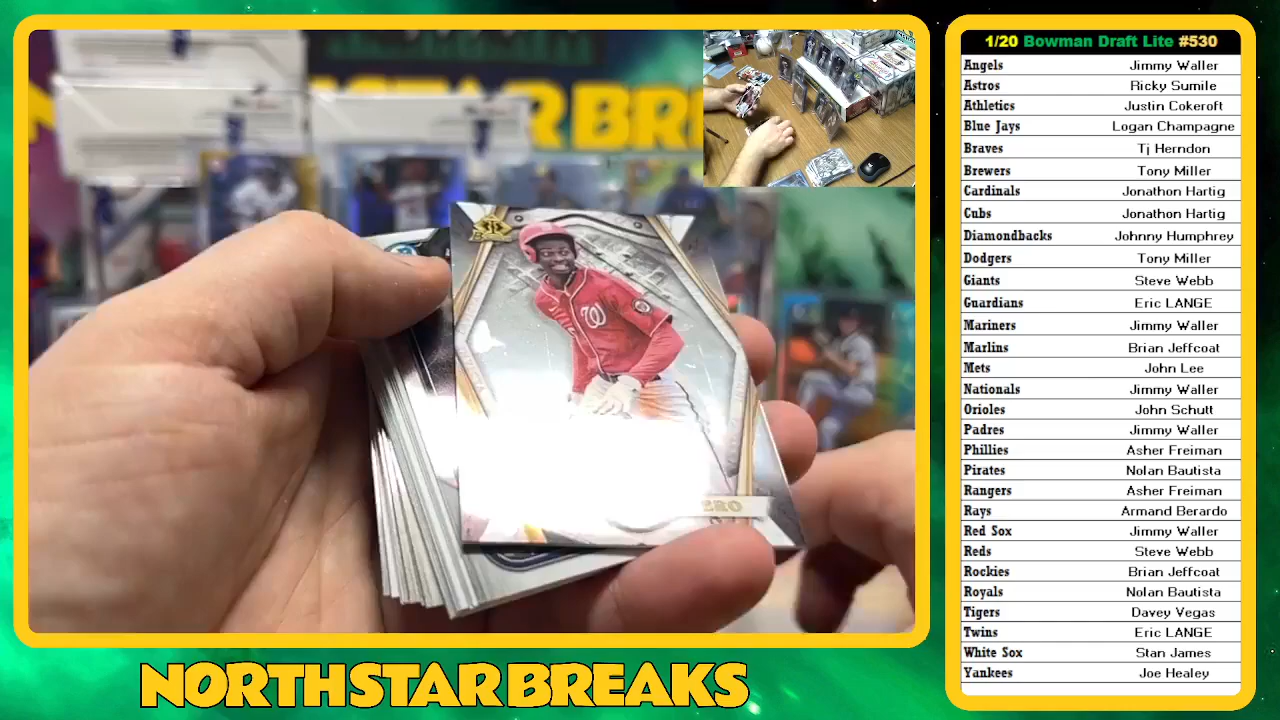 1/20 Bowman Draft Lite #530
Angels Jimmy Waller
Astros Ricky Sumile
Athletics Justin Cokeroft
Blue Jays Logan Champagne
Braves Tj Herndon
Brewers Tony Miller
Cardinals Jonathon Hartig
Cubs Jonathon Hartig
Diamondbacks Johnny Humphrey
Dodgers Tony Miller
Giants Steve Webb
Guardians Eric LANGE
Mariners Jimmy Waller
Marlins Brian Jeffcoat
Mets John Lee
Nationals Jimmy Waller
Orioles John Schutt
Padres Jimmy Waller
Phillies Asher Freiman
Pirates Nolan Bautista
Rangers Asher Freiman
Rays Armand Berardo
Red Sox Jimmy Waller
Reds Steve Webb
Rockies Brian Jeffcoat
Royals Nolan Bautista
Tigers Davey Vegas
Twins Eric LANGE
White Sox Stan James
Yankees Joe Healey
W
ERO
NORTHSTAR BREAKS